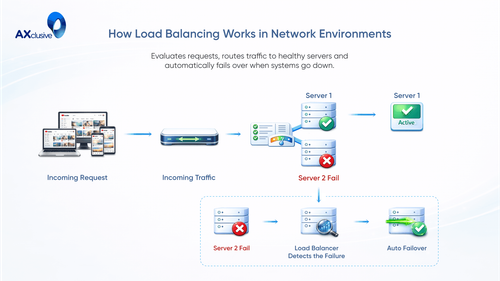 AXclusive
How Load Balancing Works in Network Environments
Evaluates requests, routes traffic to healthy servers and
automatically fails over when systems go down.
Server 1
Server 1
Active
Incoming Request
Incoming Traffic
Server 2 Fail
Server 2 Fail
Load Balancer
Detects the Failure
Auto Failover